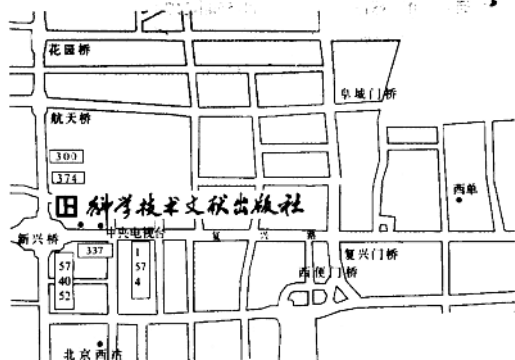 花园桥
阜城门桥
航天桥
300
374
科学技术文献出版社
西单
中央电视台
复兴路
新兴桥
337
1
57
4
57
40
52
复兴门桥
西便门桥
北京西站